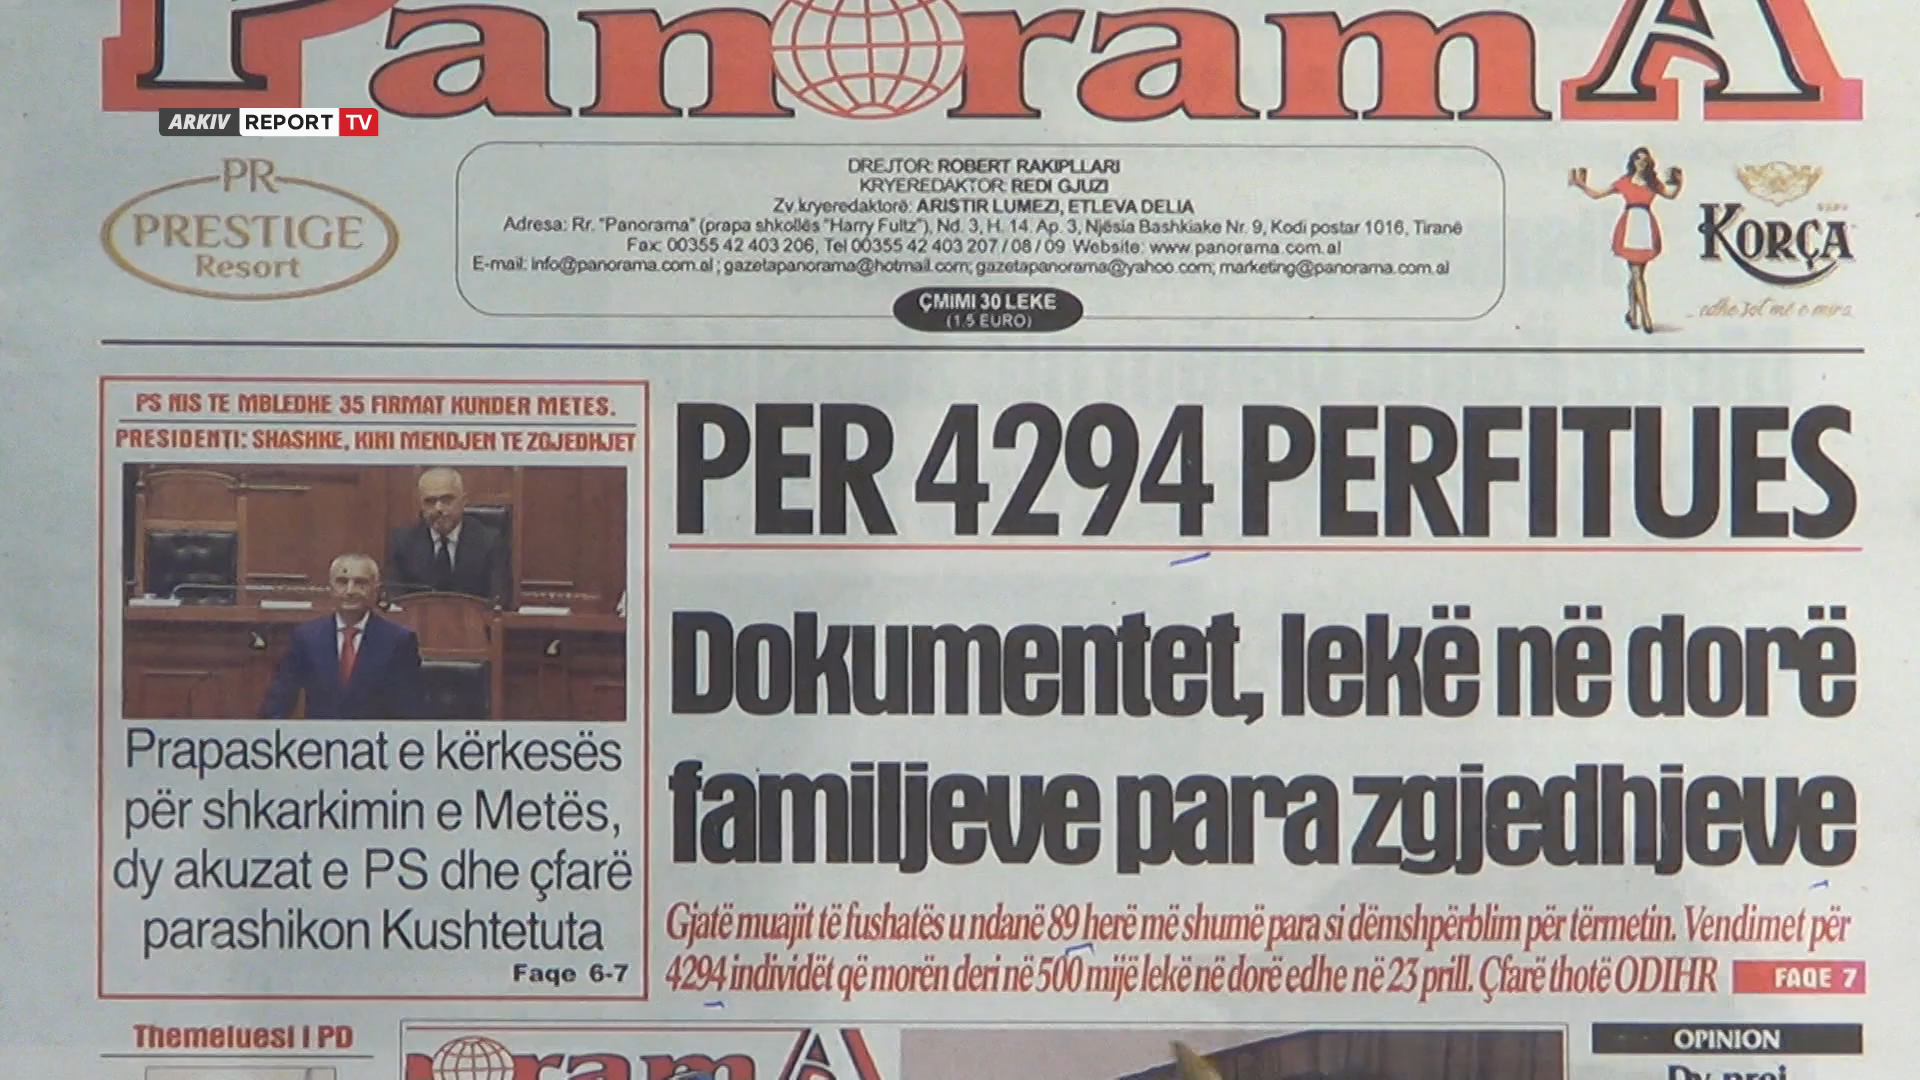 PanoramA
ARKIV REPORT TV
PR
PRESTIGE
Resort
DREJTOR: ROBERT RAKIPLLARI
KRYEREDAKTOR: REDI GJUZI
Zv.kryeredaktorë: ARISTIR LUMEZI, ETLEVA DELIA
Adresa: Rr. "Panorama" (prapa shkollës "Harry Fultz"), Nd. 3, H. 14, Ap. 3, Njësia Bashkiake Nr. 9, Kodi postar 1016, Tiranë
Fax: 00355 42 403 206, Tel 00355 42 403 207 / 08 / 09 Website: www.panorama.com.al
E-mail: info@panorama.com.al ; gazetapanorama@hotmail.com; gazetapanorama@yahoo.com; marketing@panorama.com.al
ÇMIMI 30 LEKE
(1.5 EURO)
KORÇA
...edhe sot më e mira
PS NIS TE MBLEDHE 35 FIRMAT KUNDER METES.
PRESIDENTI: SHASHKE, KINI MENDJEN TE ZGJEDHJET
Prapaskenat e kërkesës
për shkarkimin e Metës,
dy akuzat e PS dhe çfarë
parashikon Kushtetuta
Faqe 6-7
PER 4294 PERFITUES
Dokumentet, lekë në dorë
familjeve para zgjedhjeve
Gjatë muajit të fushatës u ndanë 89 herë më shumë para si dëmshpërblim për tërmetin. Vendimet për
4294 individët që morën deri në 500 mijë lekë në dorë edhe në 23 prill. Çfarë thotë ODIHR FAQE 7
Themeluesi i PD
oramA
OPINION
Dy proj